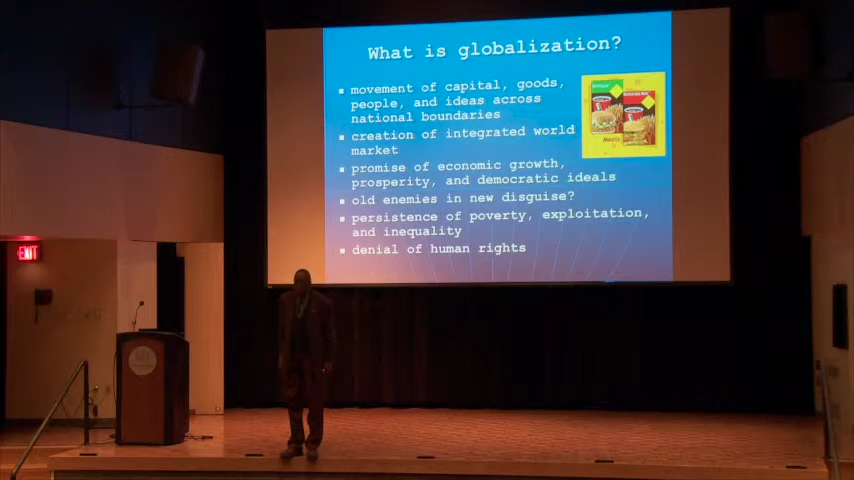 What is globalization?
movement of capital, goods,
people, and ideas across
national boundaries
creation of integrated world
market
promise of economic growth,
prosperity, and democratic ideals
old enemies in new disguise?
persistence of poverty, exploitation,
and inequality
denial of human rights
Meals
EXIT